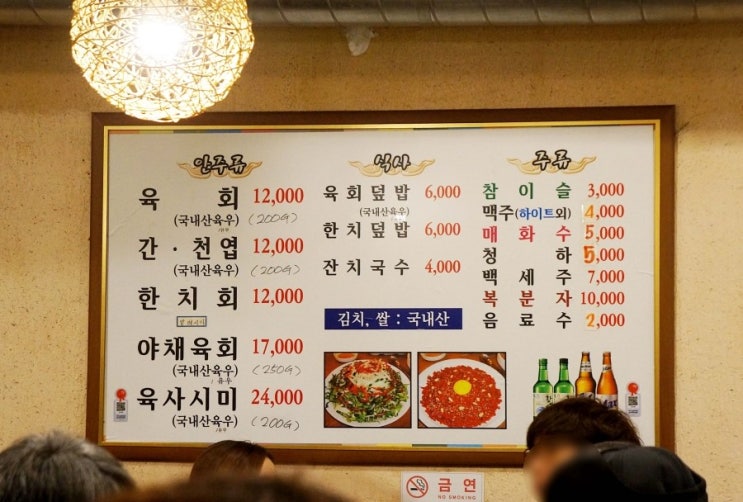 안주류
육 회 12,000
(국내산육우) (200G)
간·천엽 12,000
(국내산육우) (200G)
한치회 12,000
야채육회 17,000
(국내산육우) (250G)
육사시미 24,000
(국내산육우) (200G)
식사
육회덮밥 6,000
(국내산육우)
한치덮밥 6,000
잔치국수 4,000
김치, 쌀 : 국내산
주류
참이슬 3,000
맥주(하이트외) 4,000
매화수 5,000
청하 5,000
백세주 7,000
복분자 10,000
음료수 2,000
금연
NO SMOKING